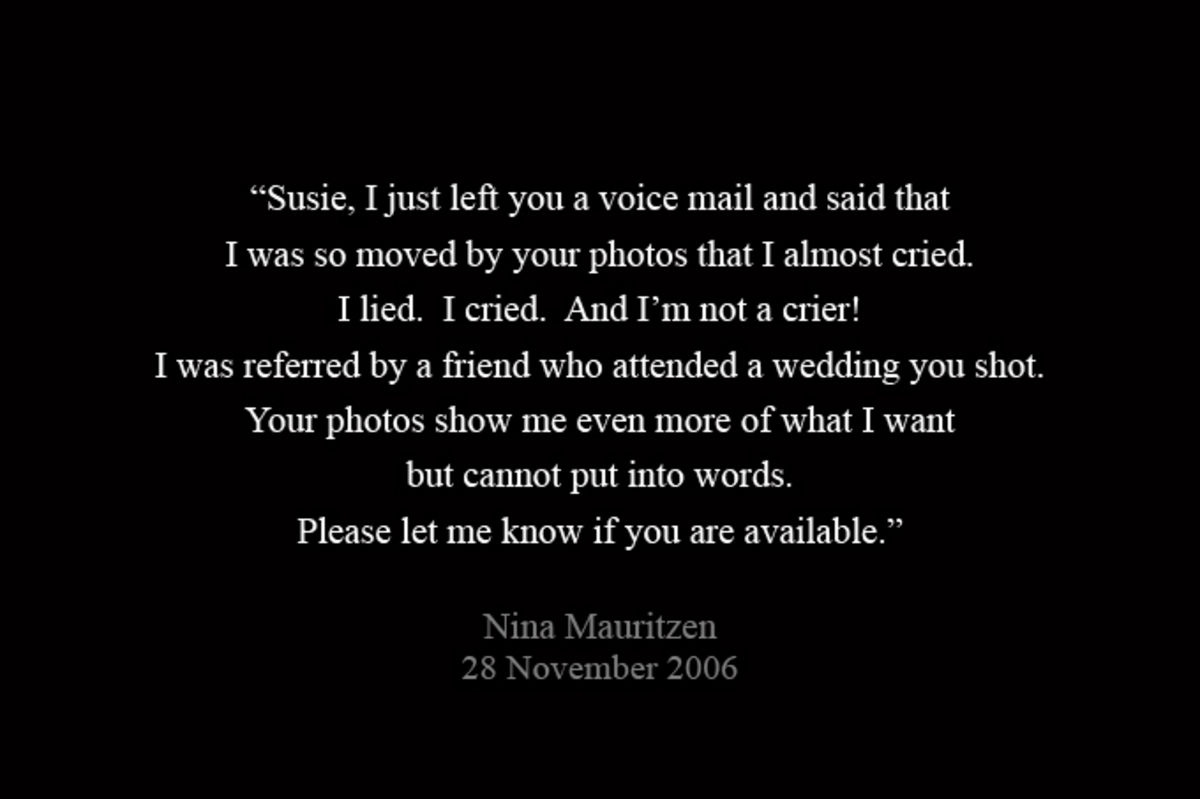 “Susie, I just left you a voice mail and said that
I was so moved by your photos that I almost cried.
I lied.  I cried.  And I’m not a crier!
I was referred by a friend who attended a wedding you shot.
Your photos show me even more of what I want
but cannot put into words.
Please let me know if you are available.”
Nina Mauritzen
28 November 2006